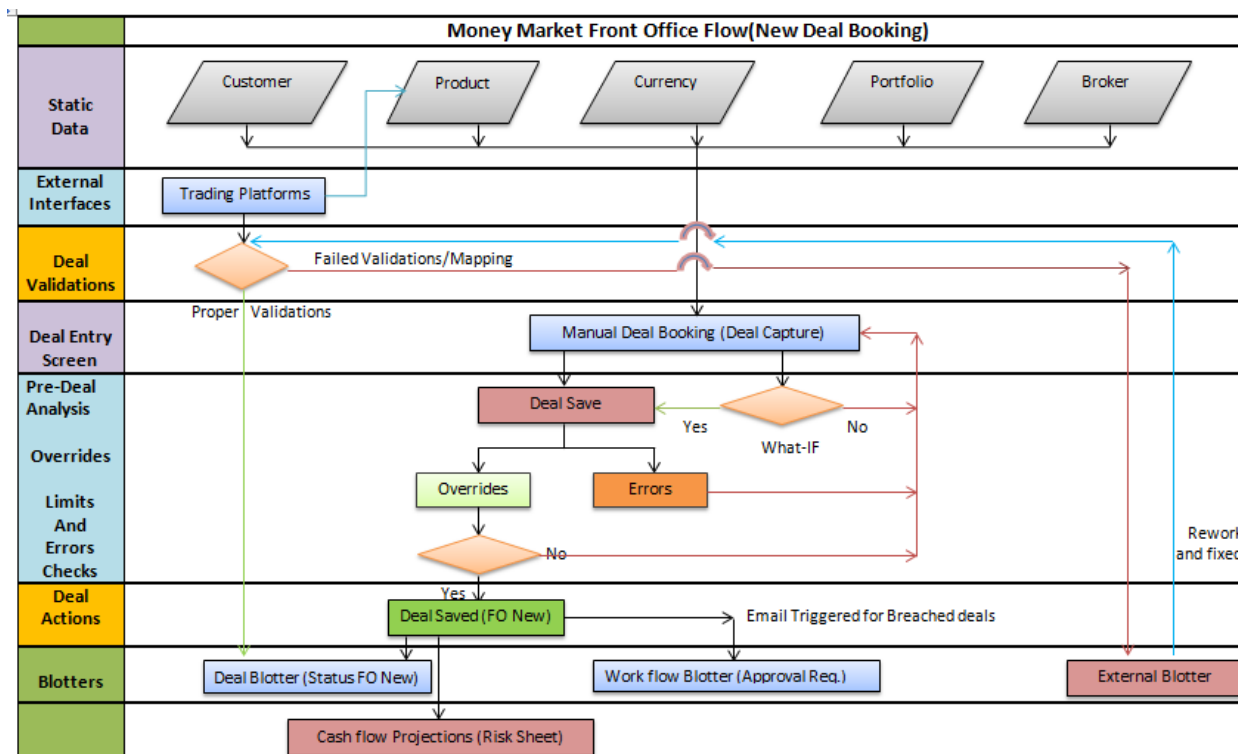 Money Market Front Office Flow(New Deal Booking)
Static
Data
Customer
Product
Currency
Portfolio
Broker
External
Interfaces
Trading Platforms
Deal
Validations
Failed Validations/Mapping
Proper Validations
Deal Entry
Screen
Manual Deal Booking (Deal Capture)
Pre-Deal
Analysis
Overrides
Limits
And
Errors
Checks
Deal Save
Yes
No
What-IF
Overrides
Errors
No
Rework
and fixed
Yes
Deal
Actions
Deal Saved (FO New)
Email Triggered for Breached deals
Blotters
Deal Blotter (Status FO New)
Work flow Blotter (Approval Req.)
External Blotter
Cash flow Projections (Risk Sheet)